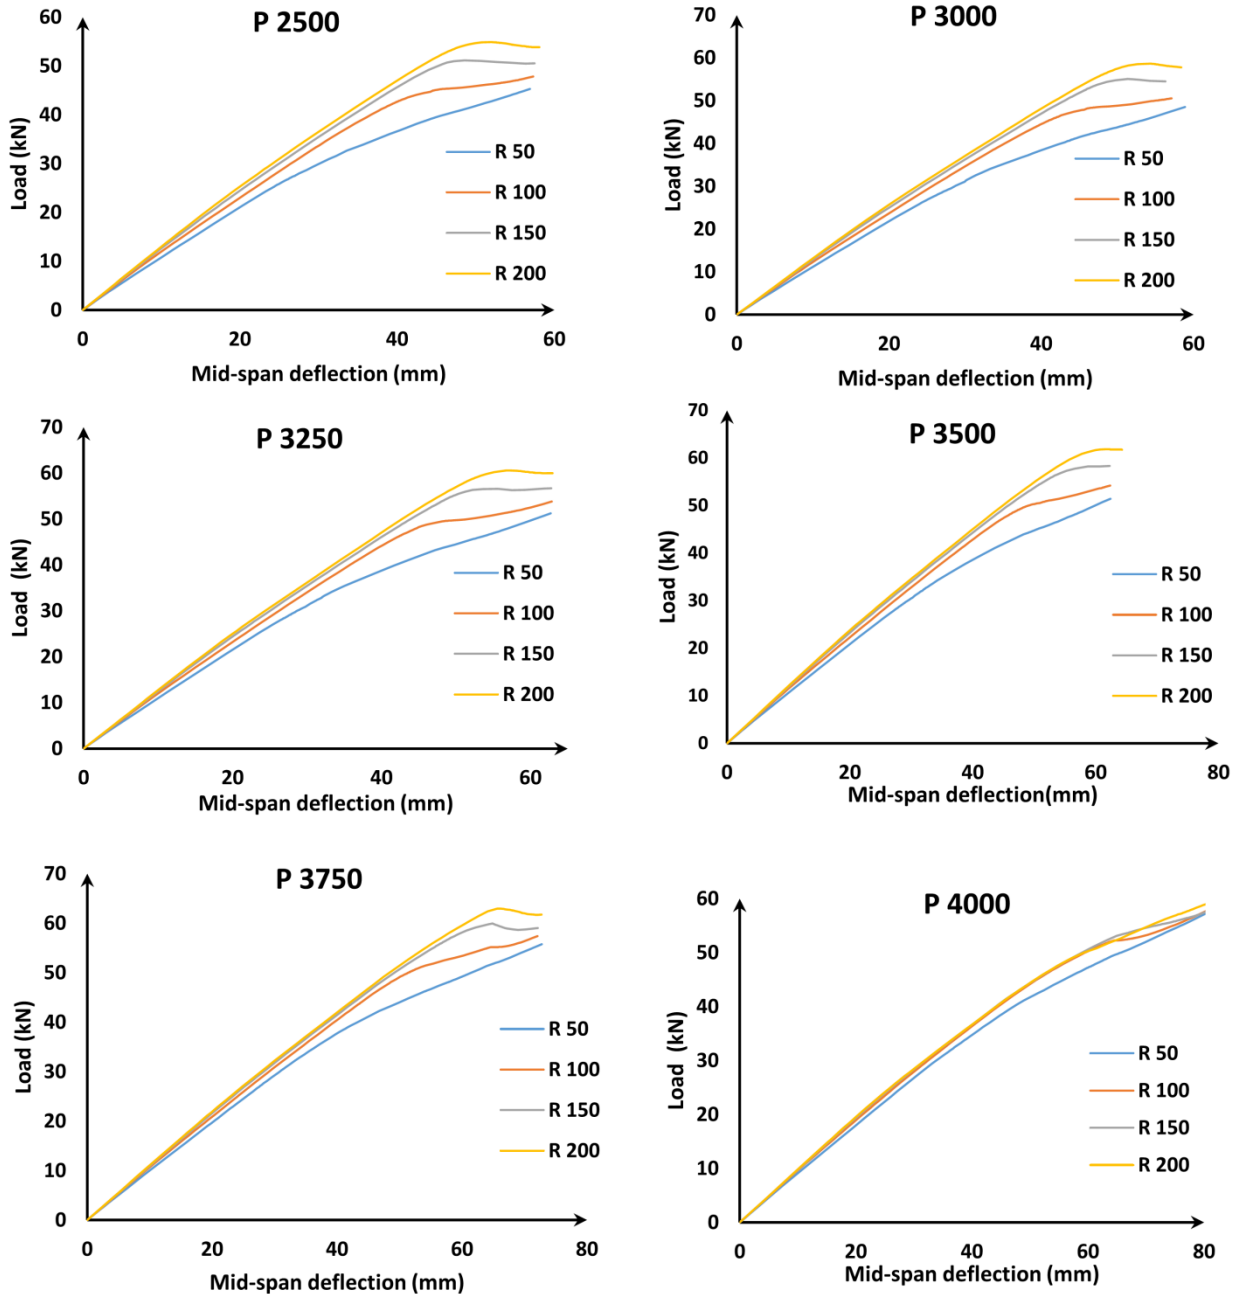 P 2500
60
50
40
30
20
10
0
Load (kN)
R 50
R 100
R 150
R 200
0 20 40 60
Mid-span deflection (mm)
P 3000
70
60
50
40
30
20
10
0
Load (kN)
R 50
R 100
R 150
R 200
0 20 40 60
Mid-span deflection (mm)
P 3250
70
60
50
40
30
20
10
0
Load (kN)
R 50
R 100
R 150
R 200
0 20 40 60
Mid-span deflection (mm)
P 3500
70
60
50
40
30
20
10
0
Load (kN)
R 50
R 100
R 150
R 200
0 20 40 60 80
Mid-span deflection(mm)
P 3750
70
60
50
40
30
20
10
0
Load (kN)
R 50
R 100
R 150
R 200
0 20 40 60 80
Mid-span deflection (mm)
P 4000
60
50
40
30
20
10
0
Load (kN)
R 50
R 100
R 150
R 200
0 20 40 60 80
Mid-span deflection (mm)